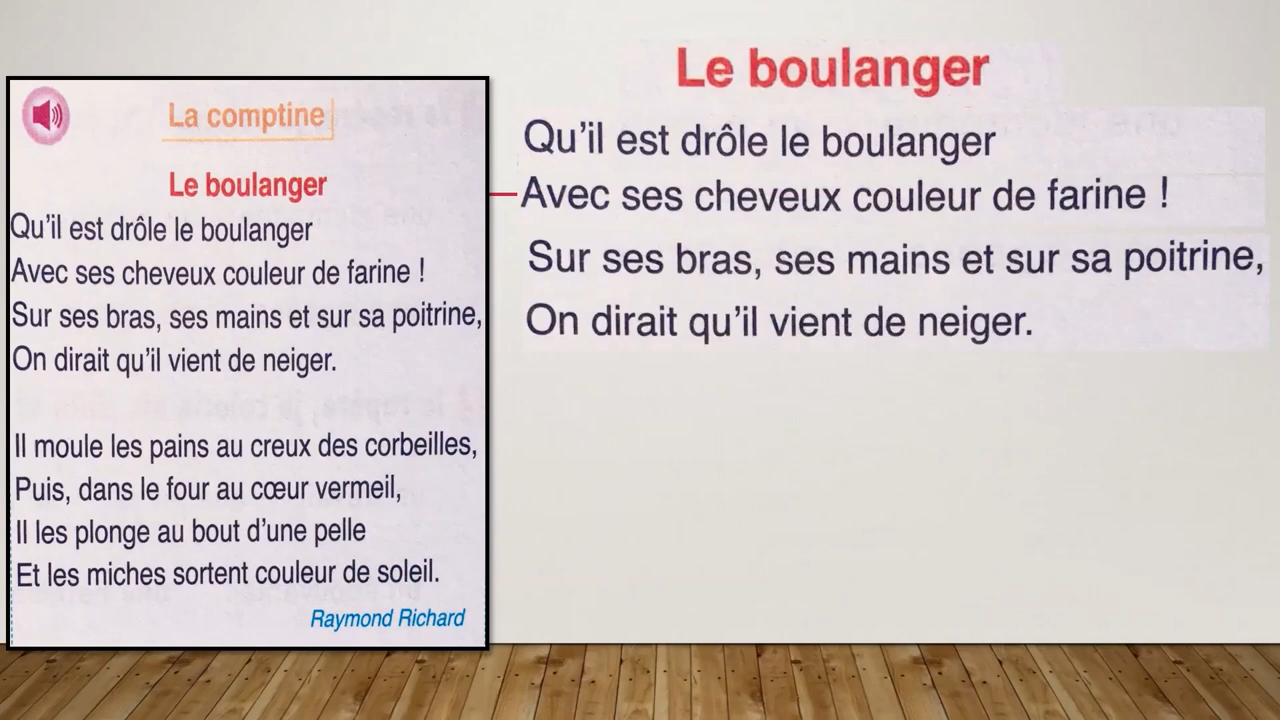 La comptine
Le boulanger
Qu'il est drôle le boulanger
Avec ses cheveux couleur de farine !
Sur ses bras, ses mains et sur sa poitrine,
On dirait qu'il vient de neiger.
Il moule les pains au creux des corbeilles,
Puis, dans le four au cœur vermeil,
Il les plonge au bout d'une pelle
Et les miches sortent couleur de soleil.
Raymond Richard
Le boulanger
Qu'il est drôle le boulanger
Avec ses cheveux couleur de farine !
Sur ses bras, ses mains et sur sa poitrine,
On dirait qu'il vient de neiger.